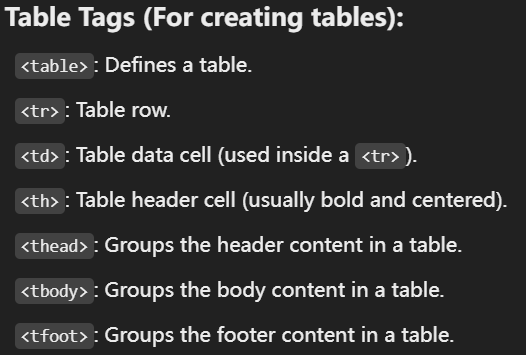 Table Tags (For creating tables):
<table>: Defines a table.
<tr>: Table row.
<td>: Table data cell (used inside a <tr>).
<th>: Table header cell (usually bold and centered).
<thead>: Groups the header content in a table.
<tbody>: Groups the body content in a table.
<tfoot>: Groups the footer content in a table.